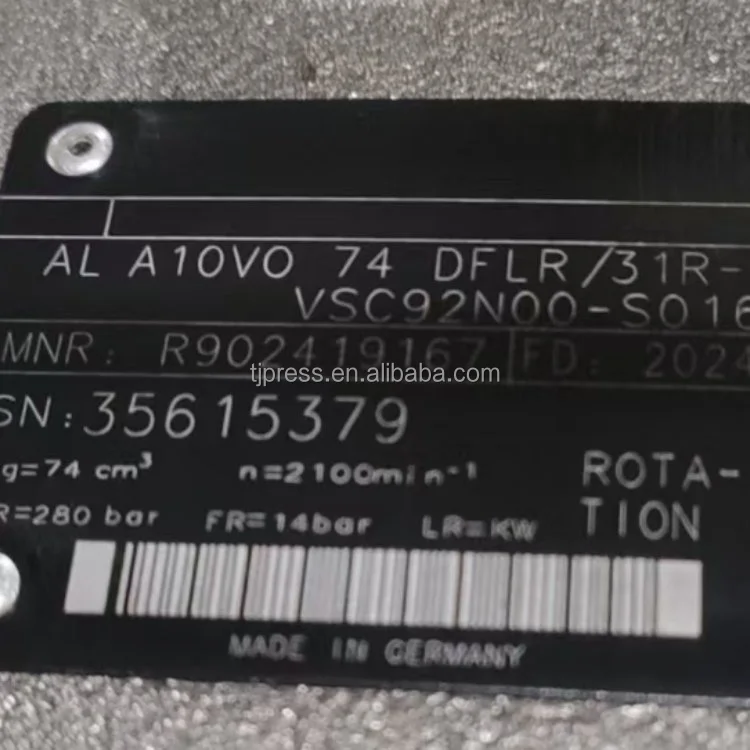 AL A10VO 74 DFLR/31R-
VSC92N00-S016
MNR: R902419167 FD: 2024
tjpress.en.alibaba.com
SN:35615379
g=74 cm³ n=2100min⁻¹ ROTA-
R=280 bar FR=14bar LR=KW TION
MADE IN GERMANY